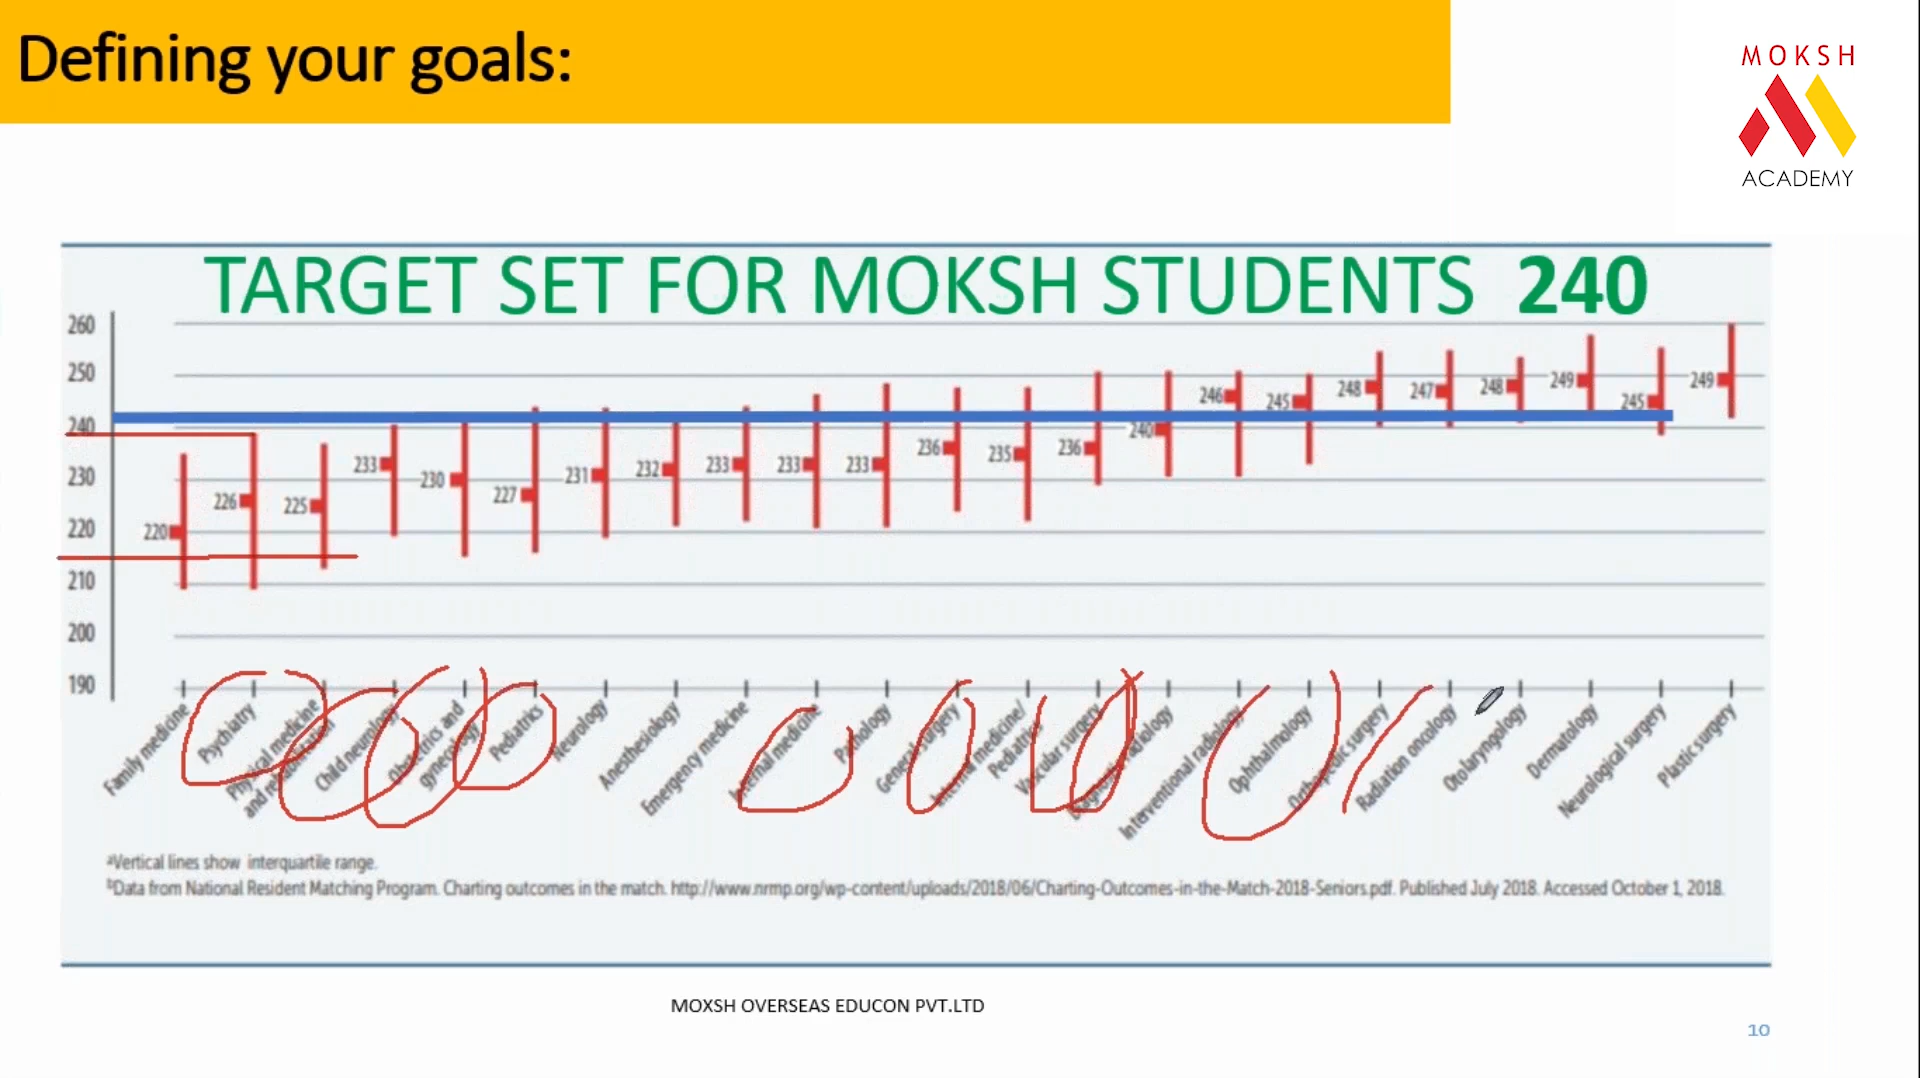 Defining your goals:
MOKSH
ACADEMY
TARGET SET FOR MOKSH STUDENTS 240
260
250
240
230
220
210
200
190
220
226
225
233
230
227
231
232
233
233
233
236
235
236
240
246
245
248
247
248
249
245
249
Family medicine
Psychiatry
Physical medicine
and rehabilitation
Child neurology
Obstetrics and
gynecology
Pediatrics
Neurology
Anesthesiology
Emergency medicine
Internal medicine
Pathology
General surgery
Internal medicine/
Pediatrics
Vascular surgery
Diagnostic radiology
Interventional radiology
Ophthalmology
Orthopedic surgery
Radiation oncology
Otolaryngology
Dermatology
Neurological surgery
Plastic surgery
aVertical lines show interquartile range.
bData from National Resident Matching Program. Charting outcomes in the match. http://www.nrmp.org/wp-content/uploads/2018/06/Charting-Outcomes-in-the-Match-2018-Seniors.pdf. Published July 2018. Accessed October 1, 2018.
MOXSH OVERSEAS EDUCON PVT.LTD
10